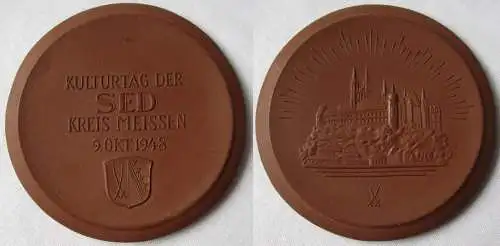 KULTURTAG DER
SED
KREIS MEISSEN
9. OKT 1948